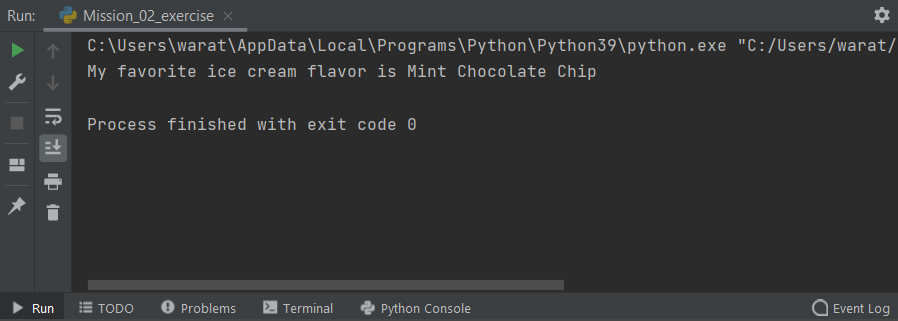 Run: Mission_02_exercise
C:\Users\warat\AppData\Local\Programs\Python\Python39\python.exe "C:/Users/warat/
My favorite ice cream flavor is Mint Chocolate Chip
Process finished with exit code 0
Run TODO Problems Terminal Python Console Event Log